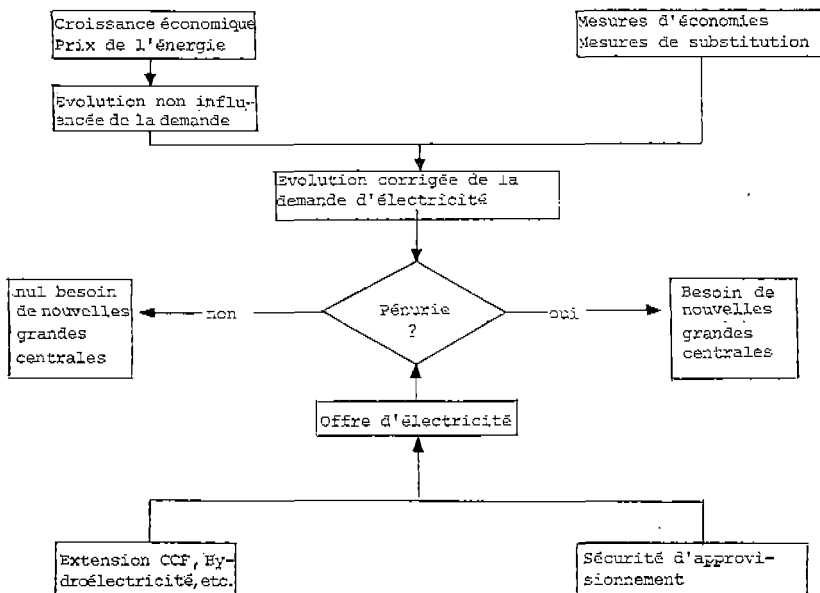 Croissance économique
Prix de l'énergie
Mesures d'économies
Mesures de substitution
Evolution non influ-
encée de la demande
Evolution corrigée de la
demande d'électricité
nul besoin
de nouvelles
grandes
centrales
non
Pénurie
?
oui
Besoin de
nouvelles
grandes
centrales
Offre d'électricité
Extension CCF, Hy-
droélectricité, etc.
Sécurité d'approvi-
sionnement